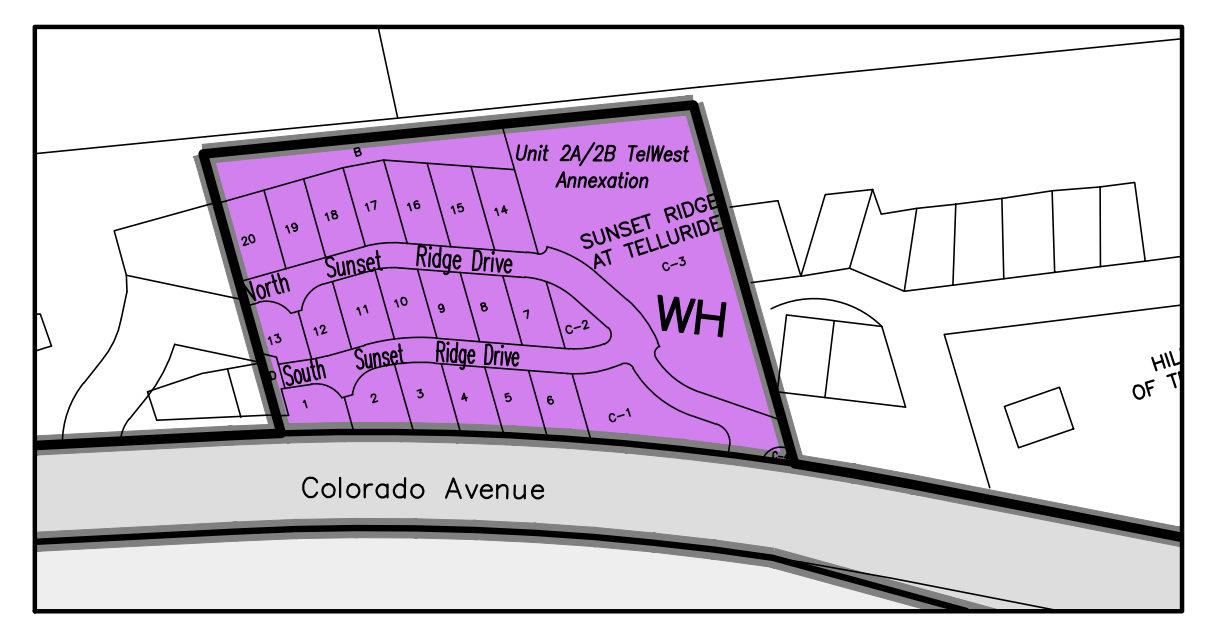 B
Unit 2A/2B TelWest
Annexation
SUNSET RIDGE
AT TELLURIDE
C-3
WH
20
19
18
17
16
15
14
North Sunset Ridge Drive
13
12
11
10
9
8
7
C-2
South Sunset Ridge Drive
1
2
3
4
5
6
C-1
HIL
OF T
Colorado Avenue